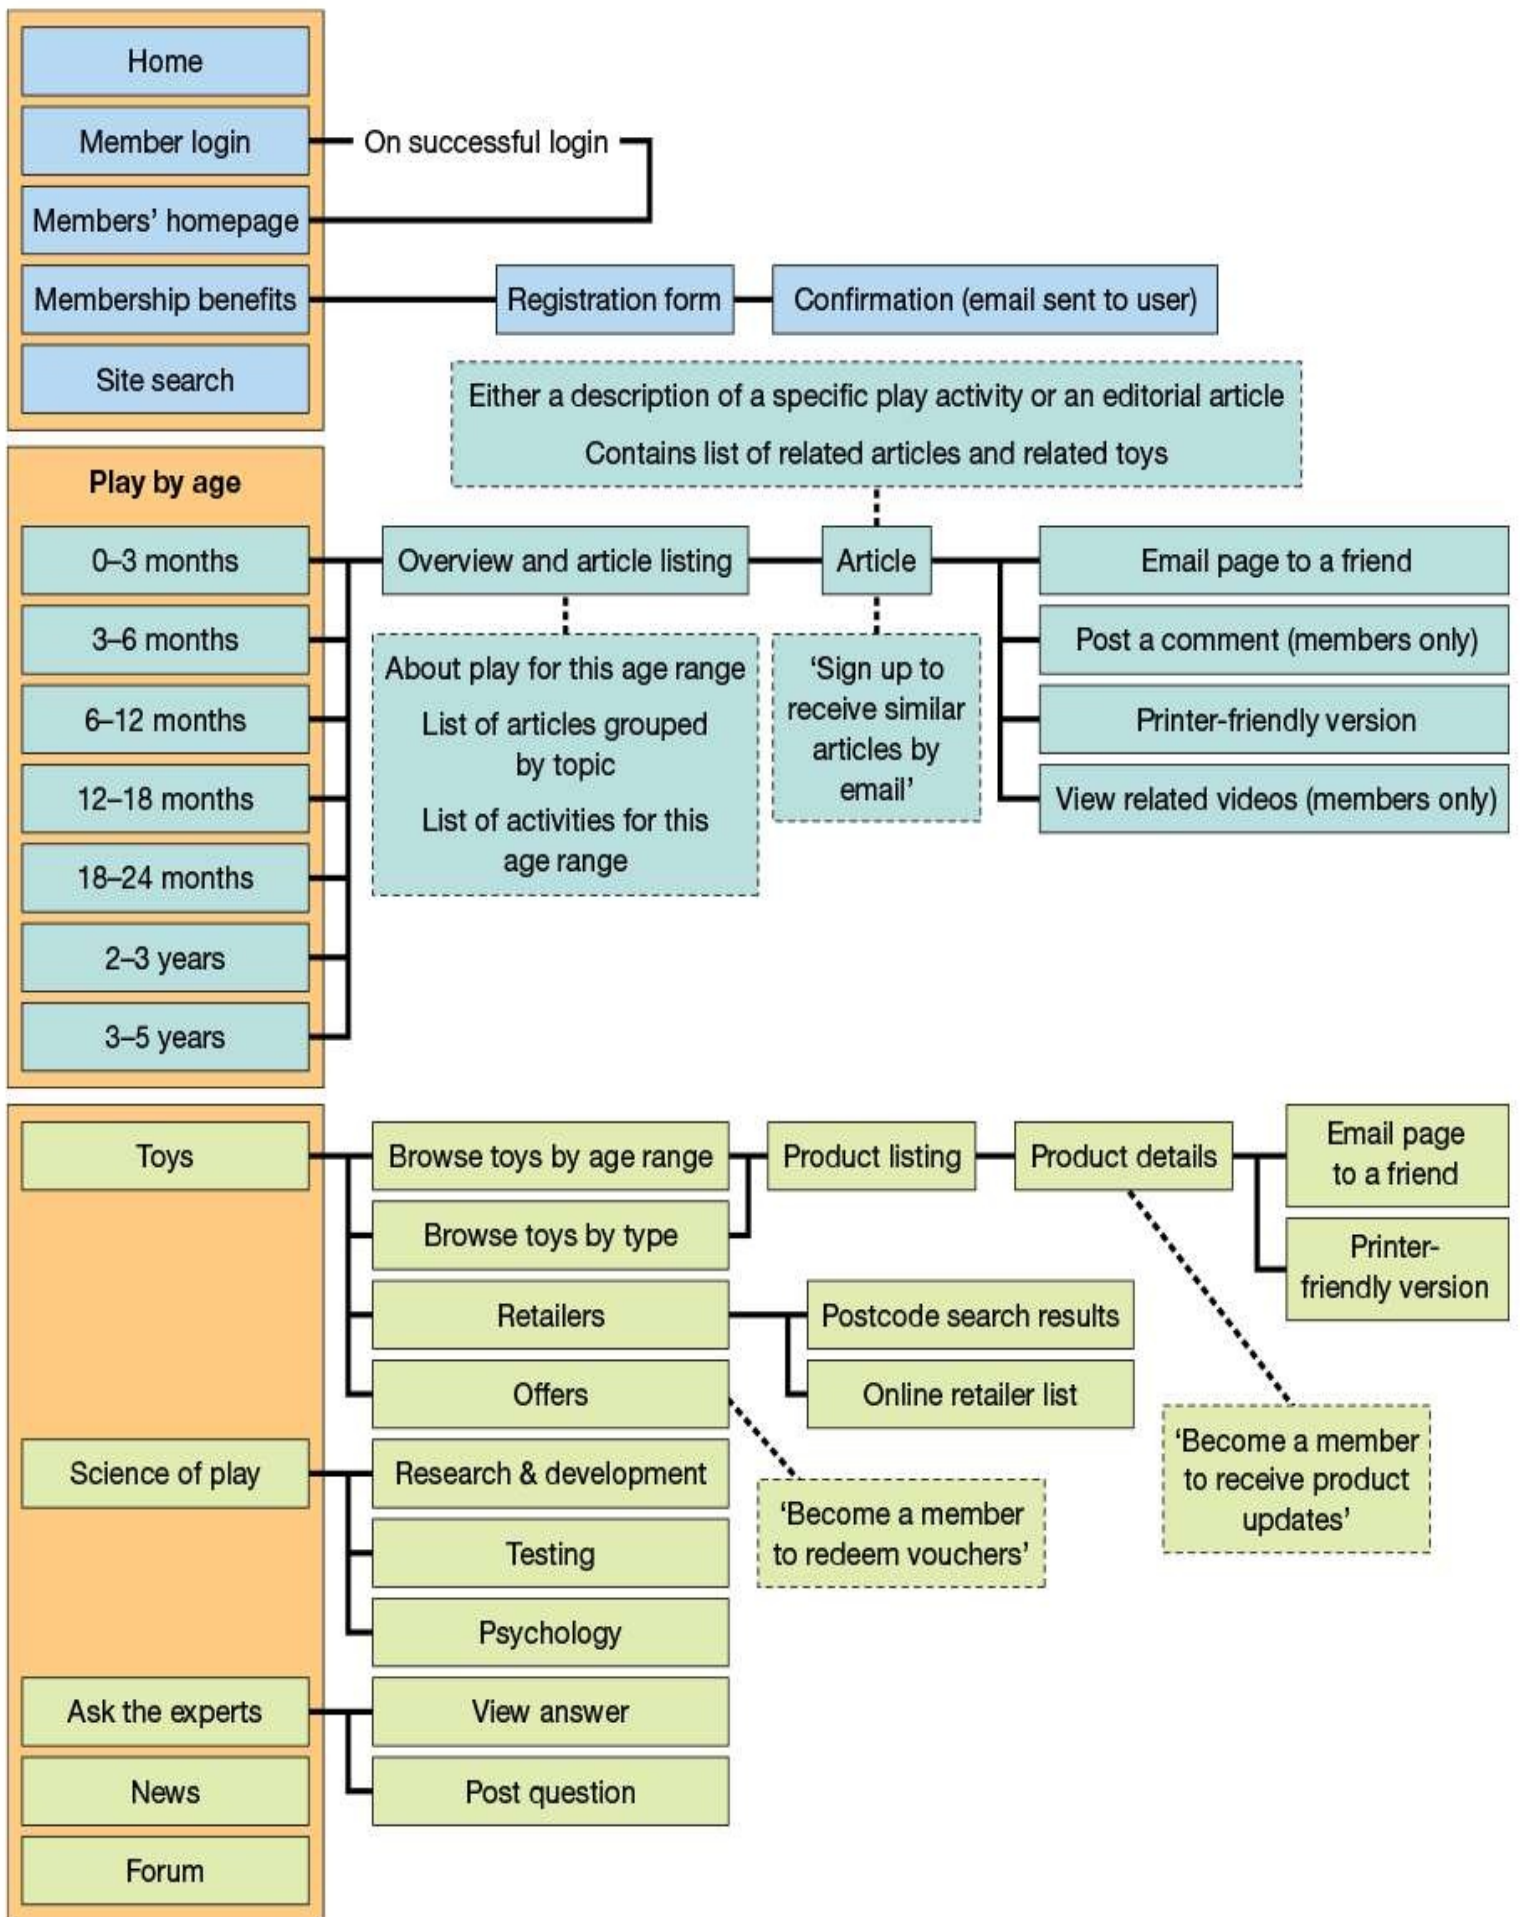 Home
Member login
On successful login
Members’ homepage
Membership benefits
Registration form
Confirmation (email sent to user)
Site search
Either a description of a specific play activity or an editorial article
Contains list of related articles and related toys
Play by age
0–3 months
Overview and article listing
Article
Email page to a friend
3–6 months
Post a comment (members only)
6–12 months
Printer-friendly version
12–18 months
View related videos (members only)
18–24 months
2–3 years
3–5 years
About play for this age range
List of articles grouped
by topic
List of activities for this
age range
‘Sign up to
receive similar
articles by
email’
Toys
Browse toys by age range
Product listing
Product details
Email page
to a friend
Browse toys by type
Printer-
friendly version
Retailers
Postcode search results
Offers
Online retailer list
‘Become a member
to receive product
updates’
Science of play
Research & development
‘Become a member
to redeem vouchers’
Testing
Psychology
Ask the experts
View answer
News
Post question
Forum